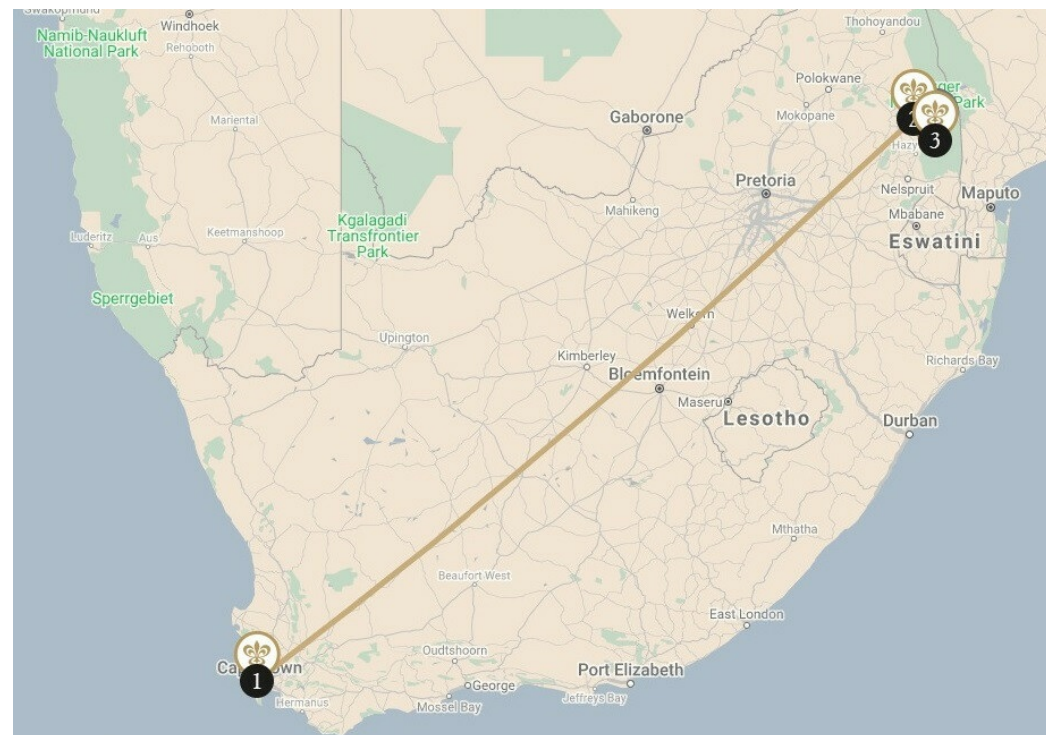 Swakopmund
Windhoek
Thohoyandou
Namib-Naukluft
National Park
Rehoboth
Polokwane
Mokopane
Park
Gaborone
Mariental
2
3
Pretoria
Nelspruit
Maputo
Mahikeng
Mbabane
Kgalagadi
Transfrontier
Park
Luderitz
Aus
Keetmanshoop
Eswatini
Sperrgebiet
Welkom
Upington
Kimberley
Richards Bay
Bloemfontein
Maseru
Lesotho
Durban
Mthatha
Beaufort West
East London
Oudtshoorn
Port Elizabeth
1
George
Jeffreys Bay
Hermanus
Mossel Bay